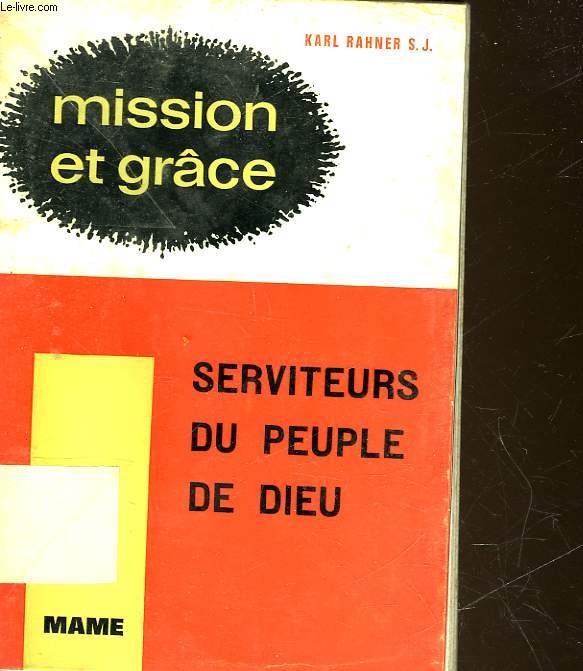 Le-livre.com
KARL RAHNER S.J.
mission
et grâce
SERVITEURS
DU PEUPLE
DE DIEU
MAME